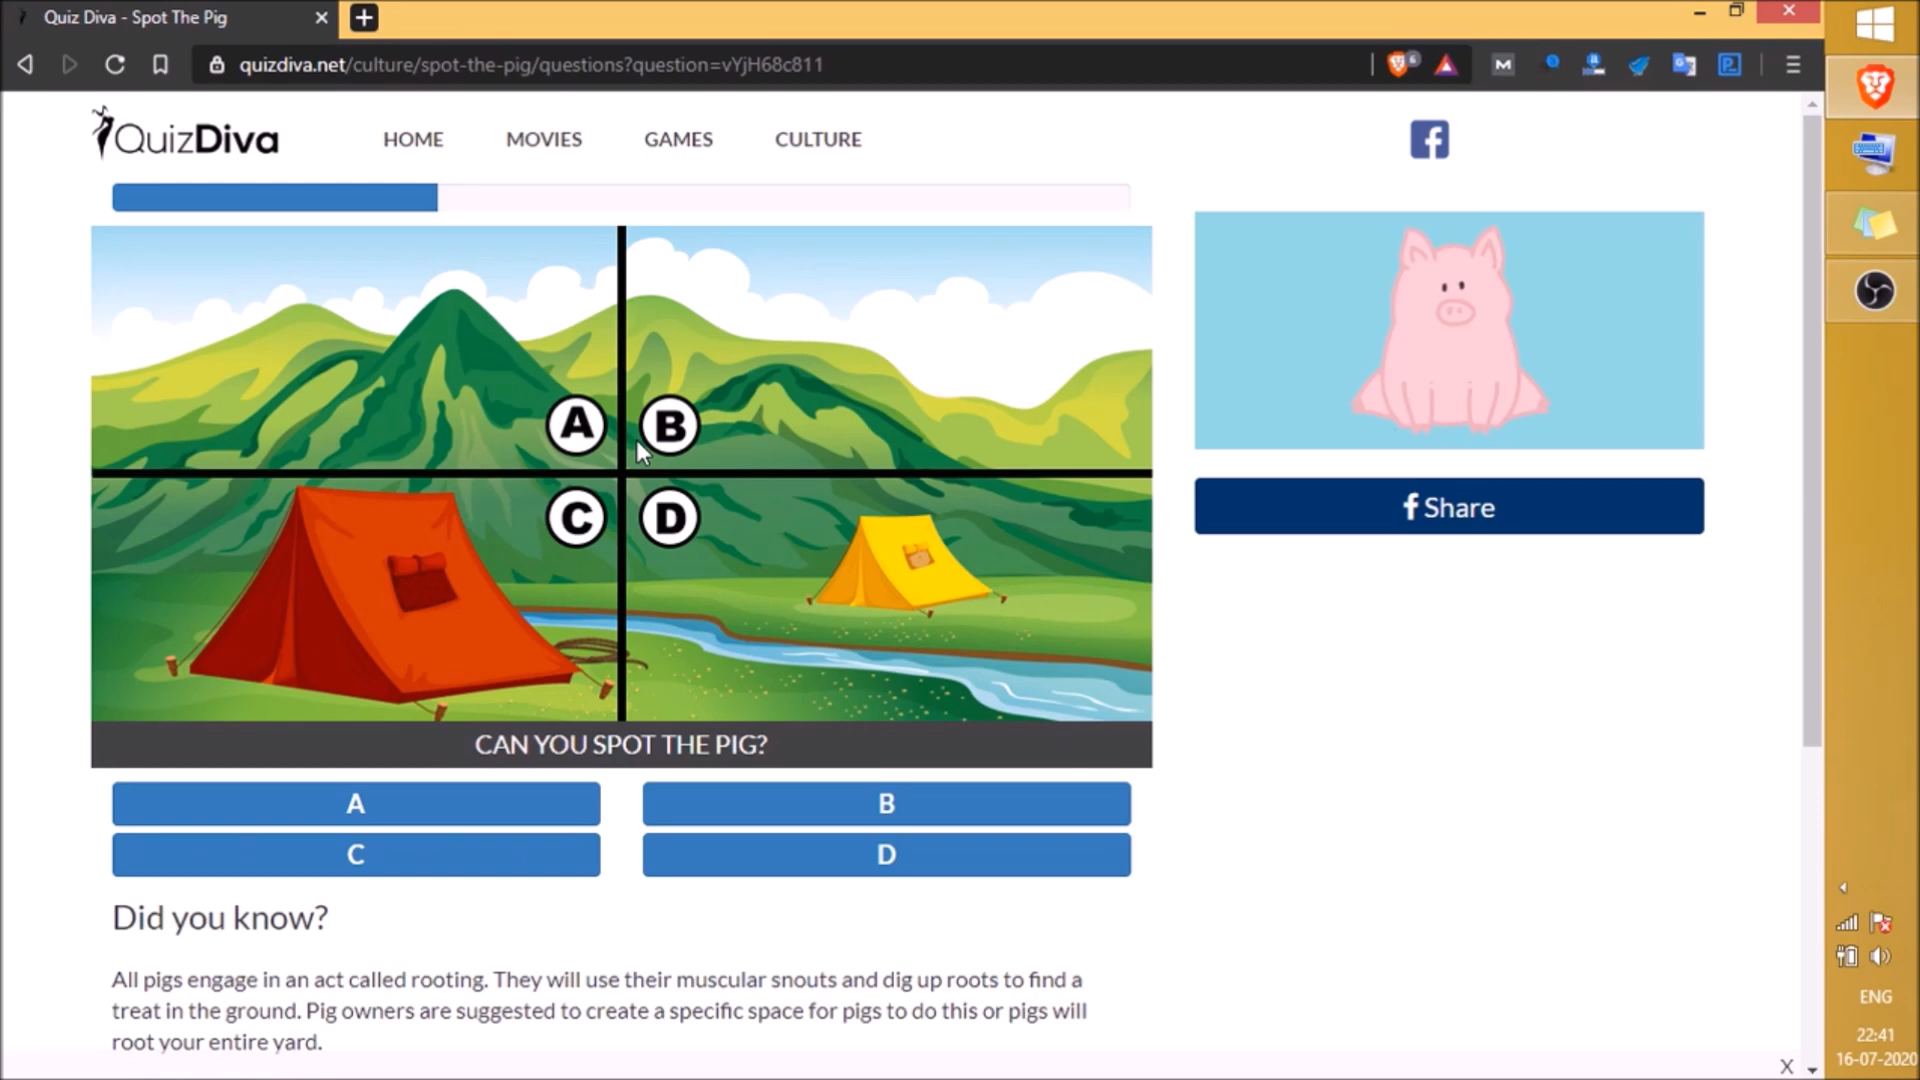 Quiz Diva - Spot The Pig
quizdiva.net/culture/spot-the-pig/questions?question=vYjH68c811
QuizDiva
HOME MOVIES GAMES CULTURE
A B
C D
CAN YOU SPOT THE PIG?
Share
A B
C D
Did you know?
All pigs engage in an act called rooting. They will use their muscular snouts and dig up roots to find a
treat in the ground. Pig owners are suggested to create a specific space for pigs to do this or pigs will
root your entire yard.
X
ENG
22:41
16-07-2020